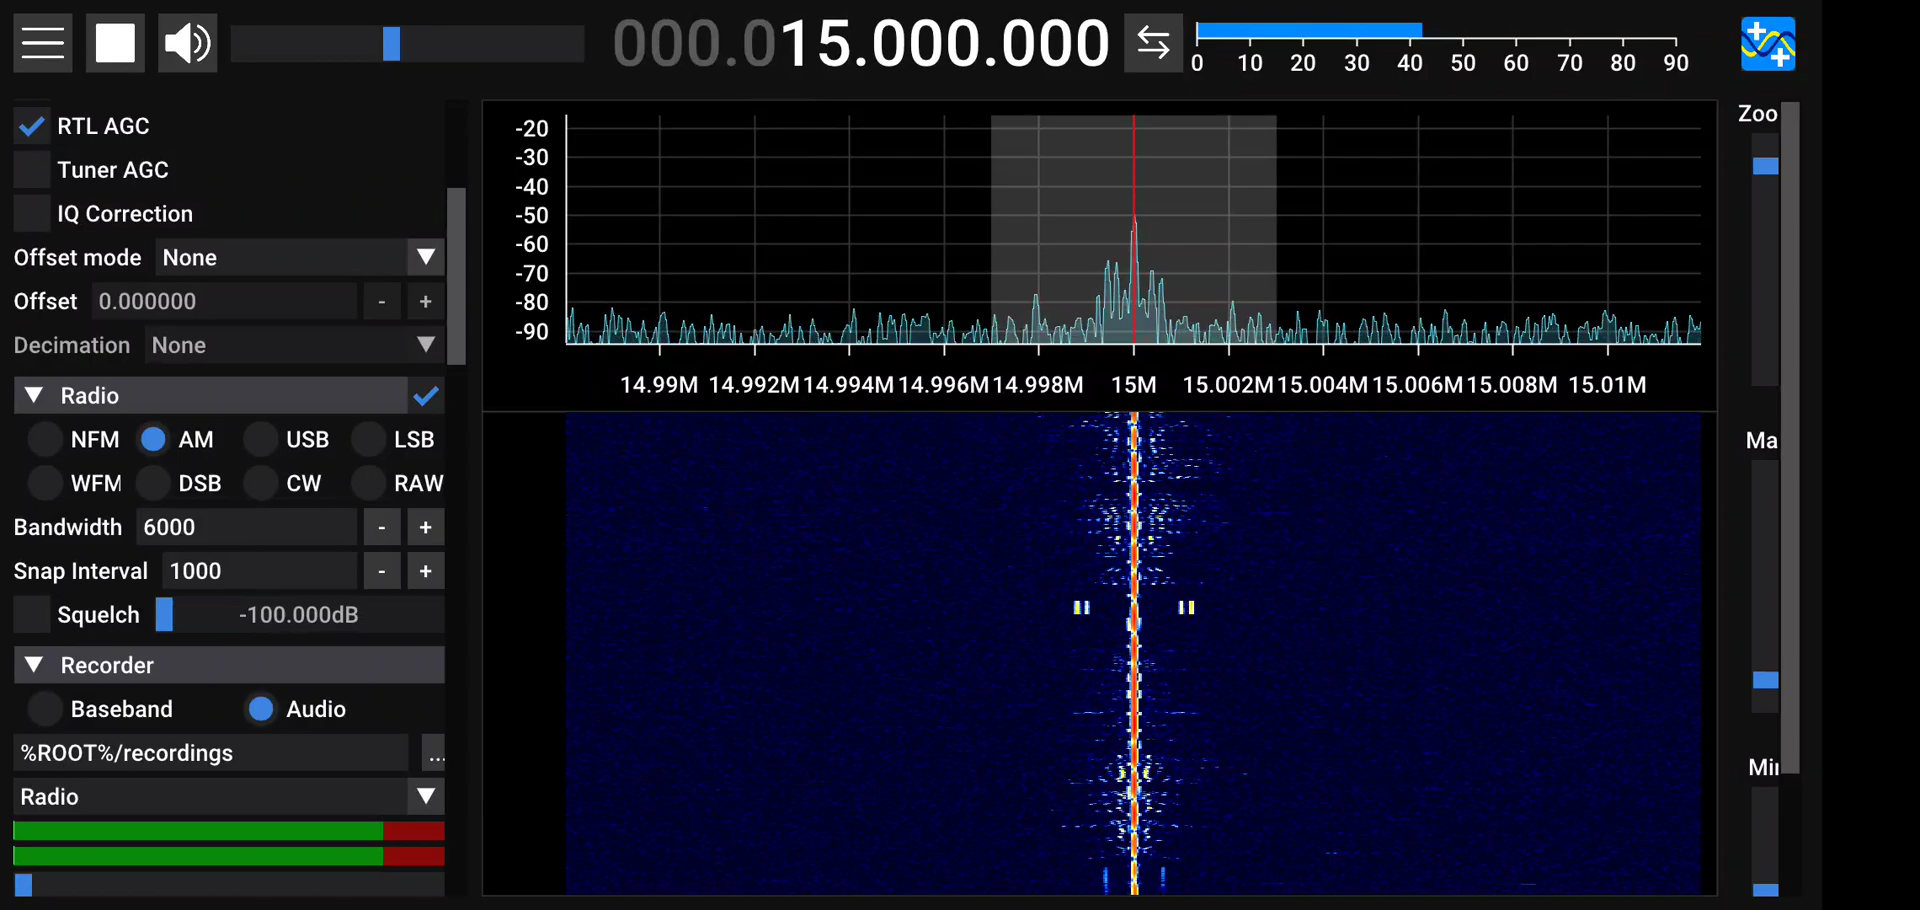 000.015.000.000
0 10 20 30 40 50 60 70 80 90
RTL AGC
Tuner AGC
IQ Correction
Offset mode None
Offset 0.000000 - +
Decimation None
Radio
NFM AM USB LSB
WFM DSB CW RAW
Bandwidth 6000 - +
Snap Interval 1000 - +
Squelch -100.000dB
Recorder
Baseband Audio
%ROOT%/recordings ...
Radio
-20
-30
-40
-50
-60
-70
-80
-90
14.99M 14.992M 14.994M 14.996M 14.998M 15M 15.002M 15.004M 15.006M 15.008M 15.01M
Zoo
Ma
Mi